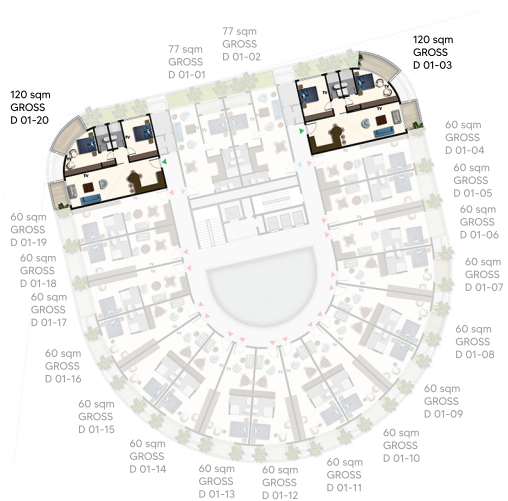 77 sqm
GROSS
D 01-02
77 sqm
GROSS
D 01-01
120 sqm
GROSS
D 01-03
120 sqm
GROSS
D 01-20
60 sqm
GROSS
D 01-04
60 sqm
GROSS
D 01-05
60 sqm
GROSS
D 01-06
60 sqm
GROSS
D 01-19
60 sqm
GROSS
D 01-18
60 sqm
GROSS
D 01-07
60 sqm
GROSS
D 01-17
60 sqm
GROSS
D 01-08
60 sqm
GROSS
D 01-16
60 sqm
GROSS
D 01-09
60 sqm
GROSS
D 01-15
60 sqm
GROSS
D 01-10
60 sqm
GROSS
D 01-14
60 sqm
GROSS
D 01-11
60 sqm
GROSS
D 01-13
60 sqm
GROSS
D 01-12